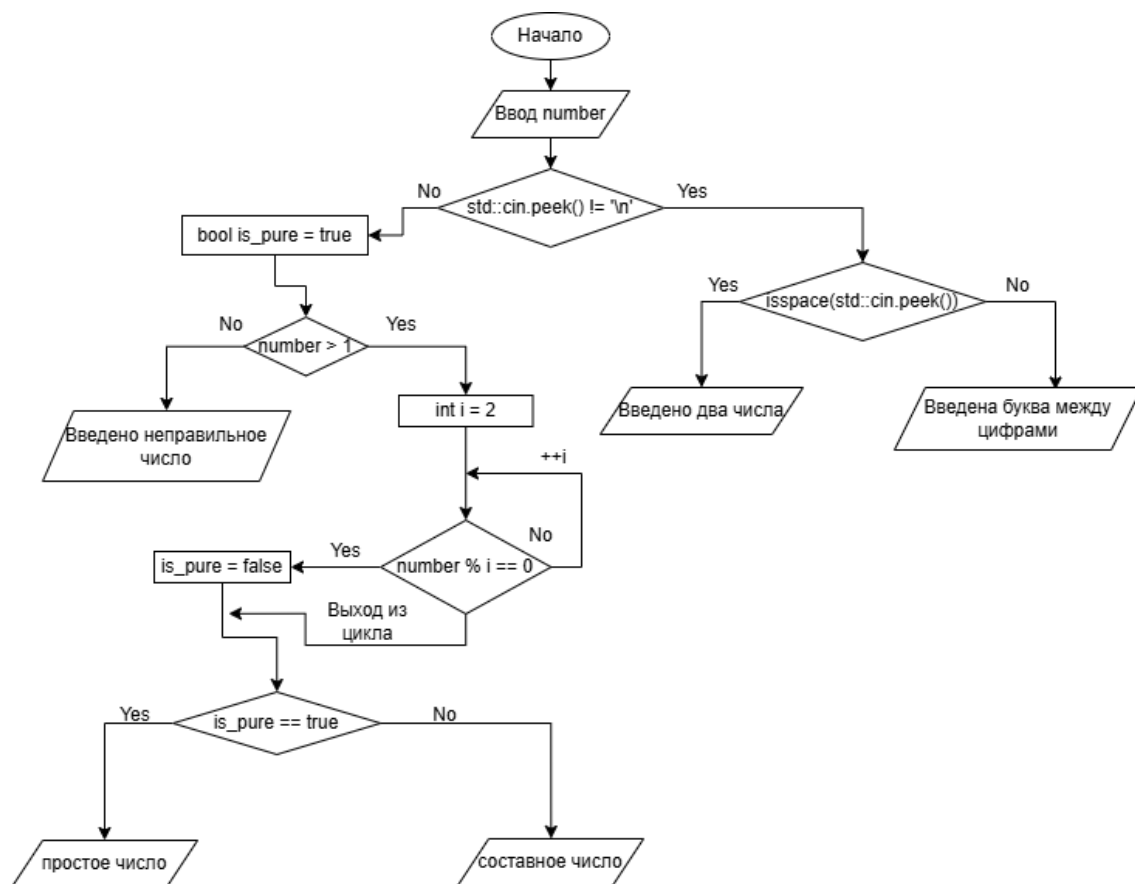 Начало
Ввод number
No
Yes
std::cin.peek() != '\n'
bool is_pure = true
Yes
No
isspace(std::cin.peek())
No
Yes
number > 1
int i = 2
Введено два числа
Введена буква между
цифрами
Введено неправильное
число
++i
No
Yes
number % i == 0
is_pure = false
Выход из
цикла
Yes
No
is_pure == true
простое число
составное число